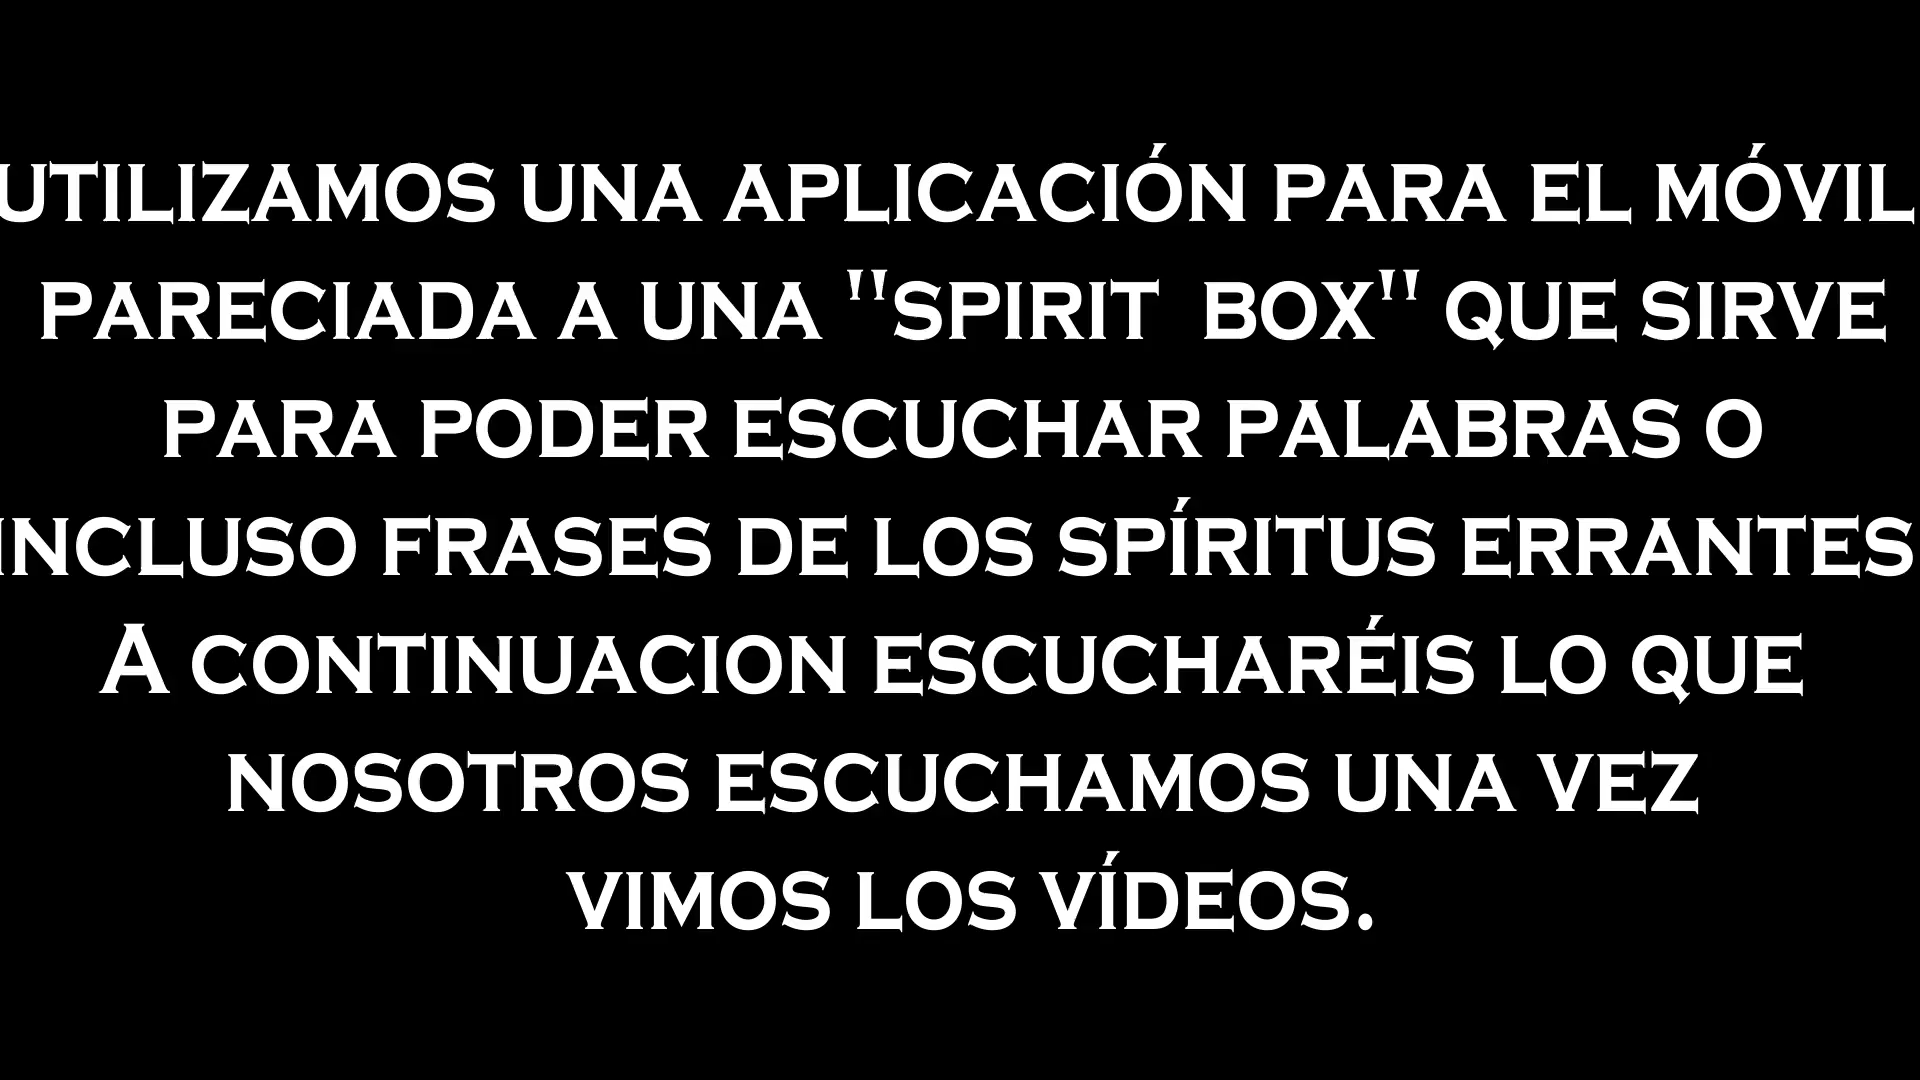 UTILIZAMOS UNA APLICACIÓN PARA EL MÓVIL
PARECIADA A UNA "SPIRIT BOX" QUE SIRVE
PARA PODER ESCUCHAR PALABRAS O
INCLUSO FRASES DE LOS SPÍRITUS ERRANTES
A CONTINUACION ESCUCHARÉIS LO QUE
NOSOTROS ESCUCHAMOS UNA VEZ
VIMOS LOS VÍDEOS.